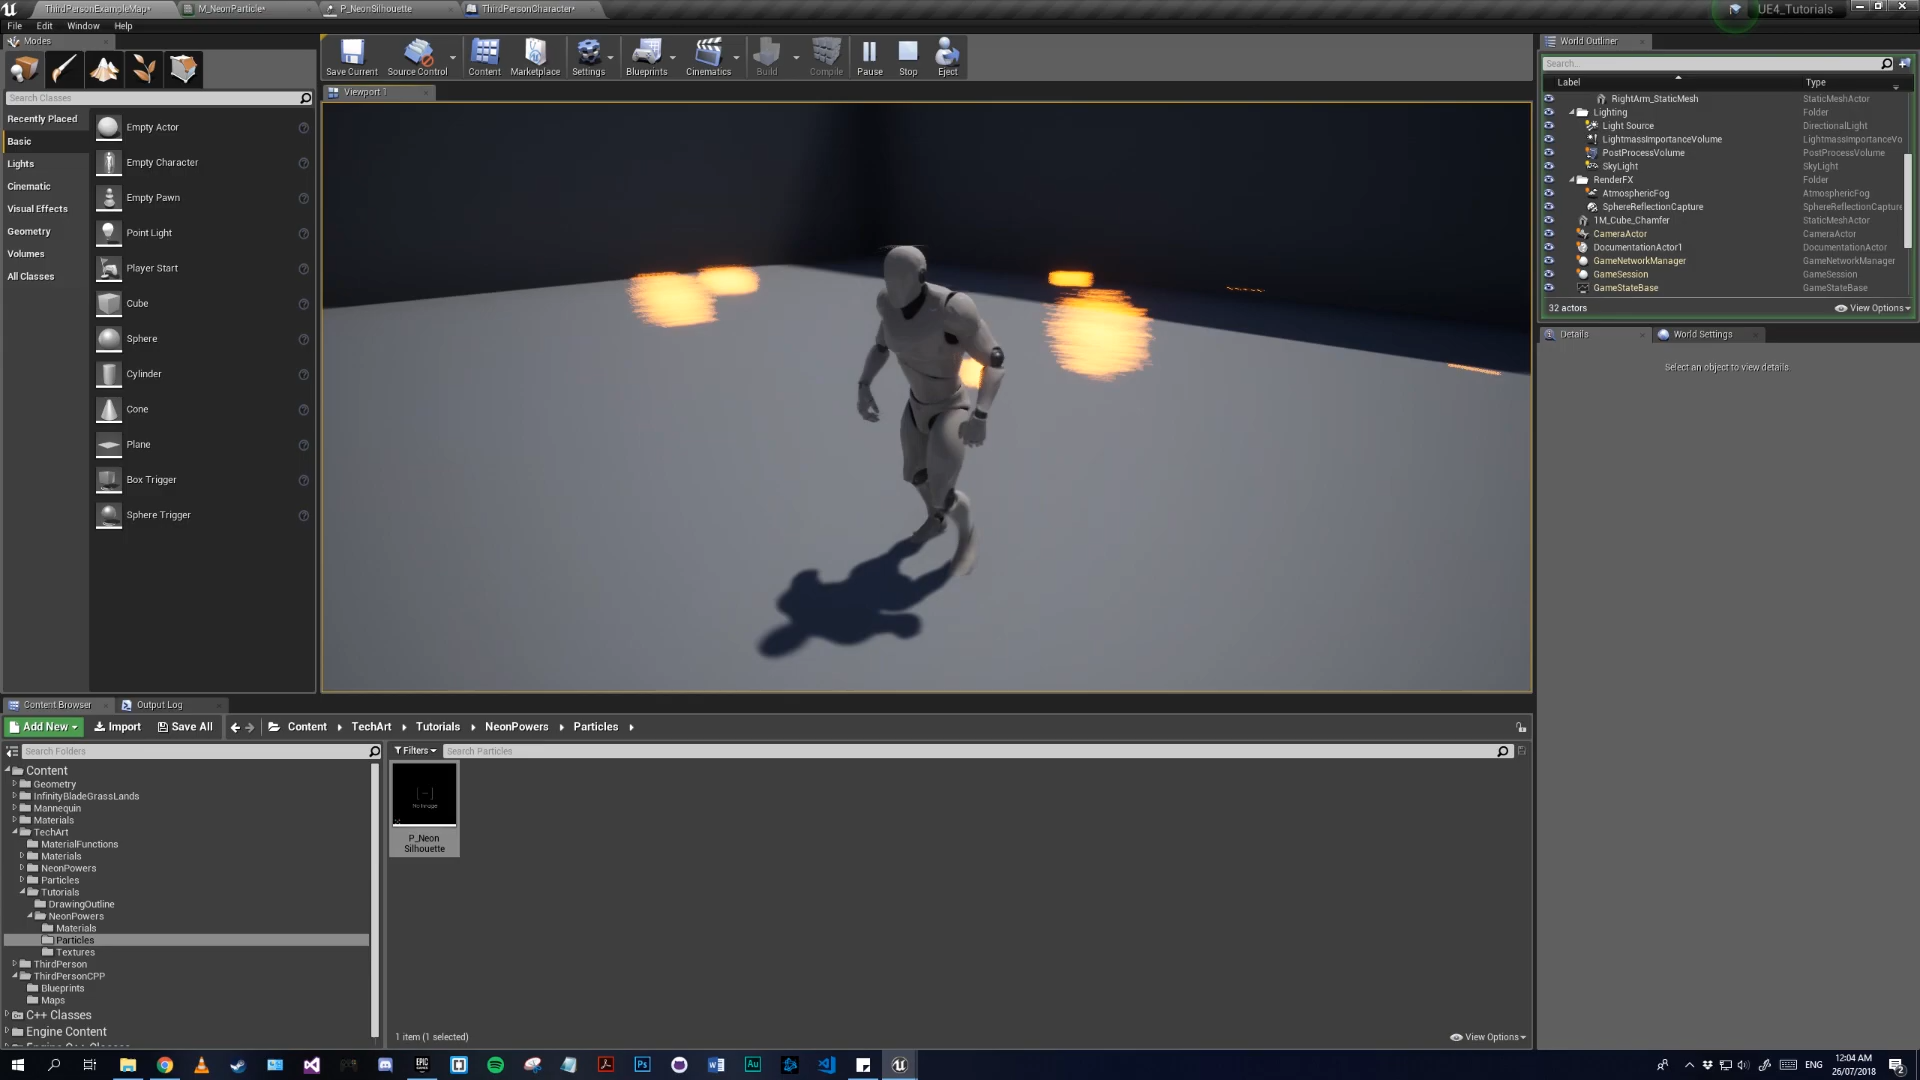 ThirdPersonExampleMap*
M_NeonParticle*
P_NeonSilhouette
ThirdPersonCharacter*
UE4_Tutorials
File Edit Window Help
Modes
Save Current
Source Control
Content
Marketplace
Settings
Blueprints
Cinematics
Build
Compile
Pause
Stop
Eject
Search Classes
Recently Placed
Basic
Lights
Cinematic
Visual Effects
Geometry
Volumes
All Classes
Empty Actor
Empty Character
Empty Pawn
Point Light
Player Start
Cube
Sphere
Cylinder
Cone
Plane
Box Trigger
Sphere Trigger
Viewport 1
World Outliner
Search...
Label Type
RightArm_StaticMesh StaticMeshActor
Lighting Folder
Light Source DirectionalLight
LightmassImportanceVolume LightmassImportanceVo
PostProcessVolume PostProcessVolume
SkyLight SkyLight
RenderFX Folder
AtmosphericFog AtmosphericFog
SphereReflectionCapture SphereReflectionCapture
1M_Cube_Chamfer StaticMeshActor
CameraActor CameraActor
DocumentationActor1 DocumentationActor
GameNetworkManager GameNetworkManager
GameSession GameSession
GameStateBase GameStateBase
32 actors View Options
Details
World Settings
Select an object to view details.
Content Browser
Output Log
Add New Import Save All Content TechArt Tutorials NeonPowers Particles
Search Folders
Filters
Search Particles
Content
Geometry
InfinityBladeGrassLands
Mannequin
Materials
TechArt
MaterialFunctions
Materials
NeonPowers
Particles
Tutorials
DrawingOutline
NeonPowers
Materials
Particles
Textures
ThirdPerson
ThirdPersonCPP
Blueprints
Maps
C++ Classes
Engine Content
No Image
P_Neon
Silhouette
1 item (1 selected)
View Options
ENG
12:04 AM
26/07/2018
2